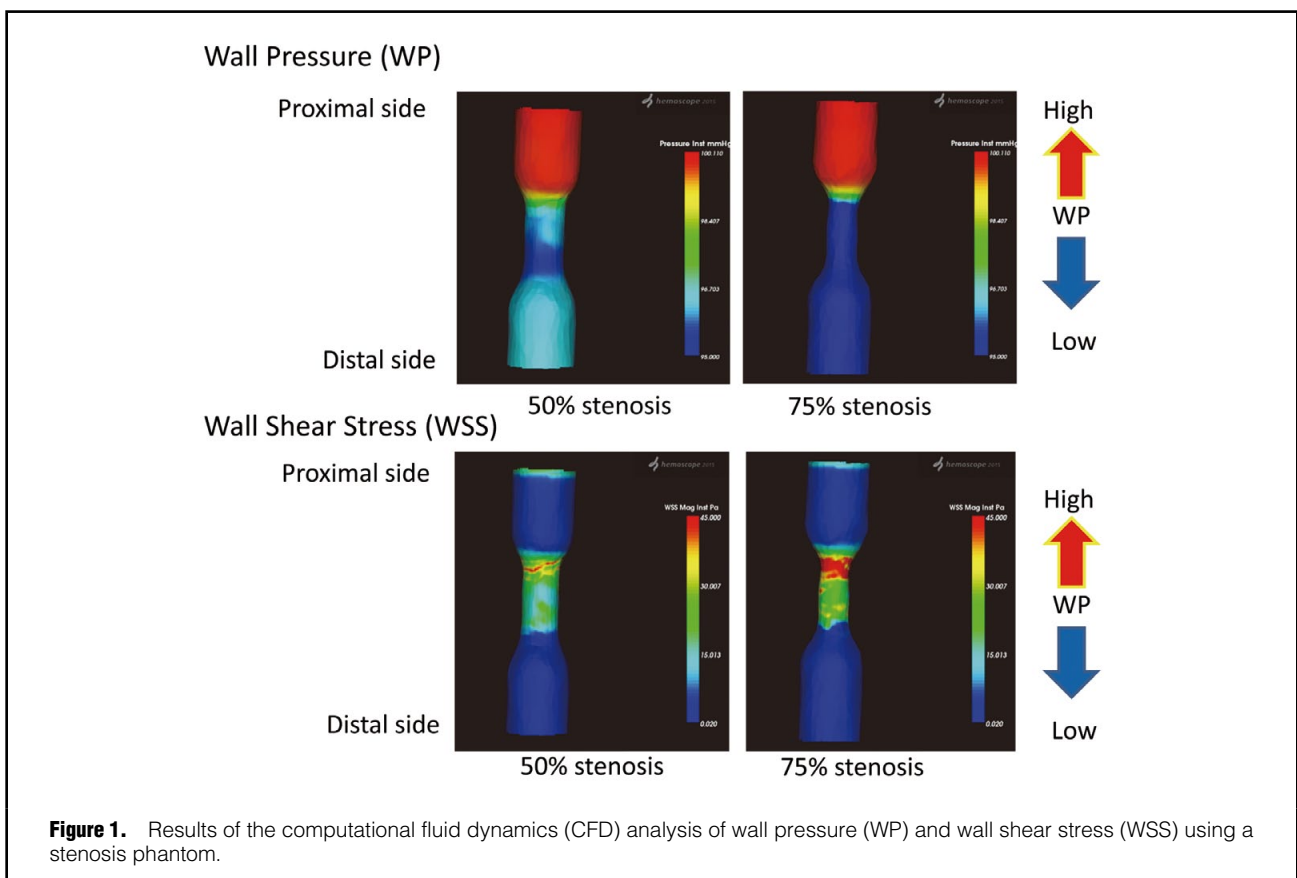 Wall Pressure (WP)
Proximal side
hemoscope 2015
Pressure Inst mmHg
100.110
98.407
96.703
95.000
hemoscope 2015
Pressure Inst mmHg
100.110
98.407
96.703
95.000
High
WP
Low
Distal side
50% stenosis
75% stenosis
Wall Shear Stress (WSS)
Proximal side
hemoscope 2015
WSS Mag Inst Pa
45.000
30.007
15.013
0.020
hemoscope 2015
WSS Mag Inst Pa
45.000
30.007
15.013
0.020
High
WP
Low
Distal side
50% stenosis
75% stenosis
Figure 1. Results of the computational fluid dynamics (CFD) analysis of wall pressure (WP) and wall shear stress (WSS) using a
stenosis phantom.